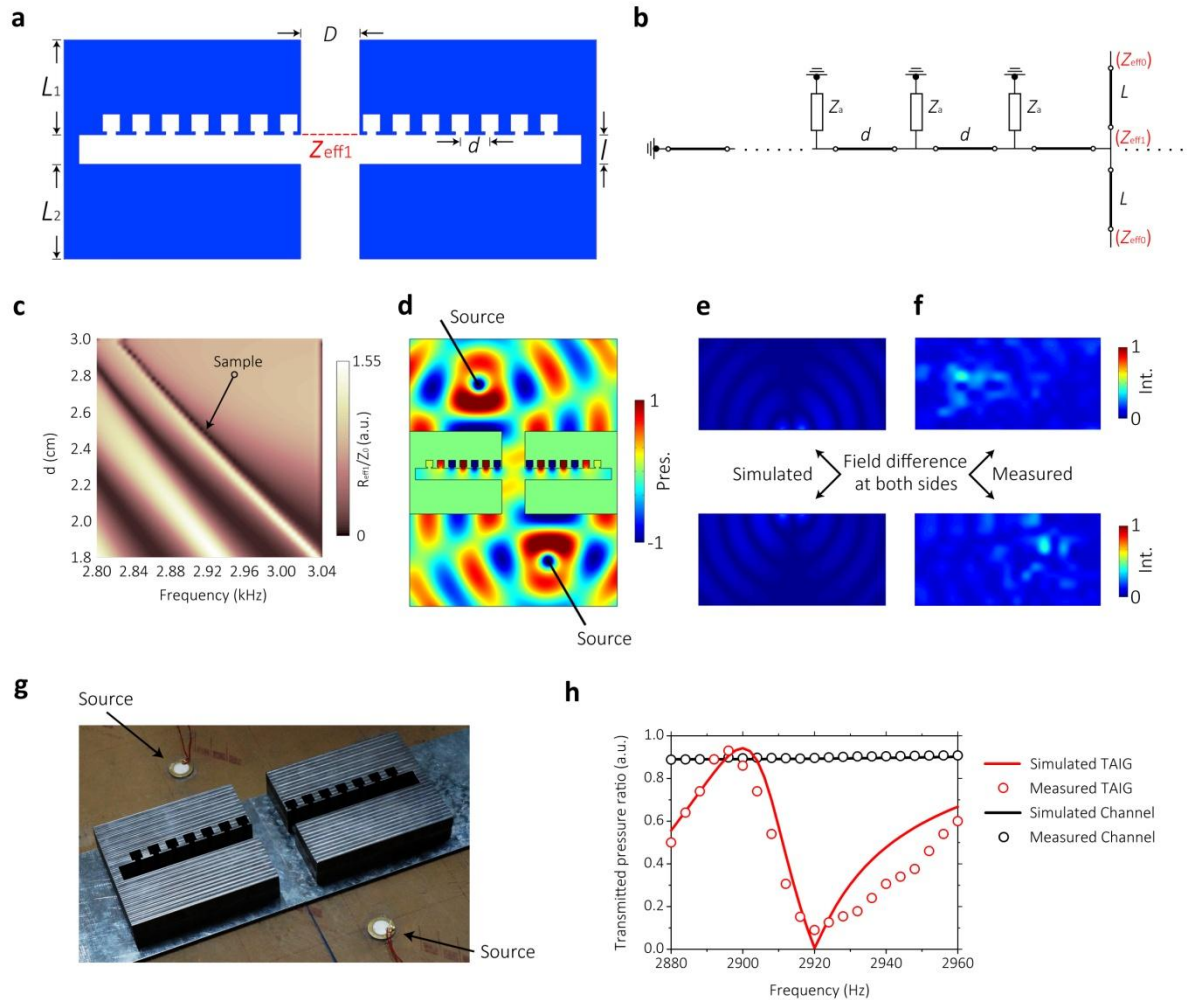 a
D
L1
Zeff1
d
l
L2
b
(Zeff0)
Za
Za
Za
L
d
d
(Zeff1)
L
(Zeff0)
c
3.0
2.8
2.6
2.4
2.2
2.0
1.8
d (cm)
Sample
2.80 2.84 2.88 2.92 2.96 3.00 3.04
Frequency (kHz)
1.55
0
Reff1/Z0 (a.u.)
d
Source
Source
1
-1
Pres.
e
f
Simulated
Field difference
at both sides
Measured
1
0
Int.
1
0
Int.
g
Source
Source
h
1.0
0.8
0.6
0.4
0.2
0.0
Transmitted pressure ratio (a.u.)
2880 2900 2920 2940 2960
Frequency (Hz)
Simulated TAIG
Measured TAIG
Simulated Channel
Measured Channel